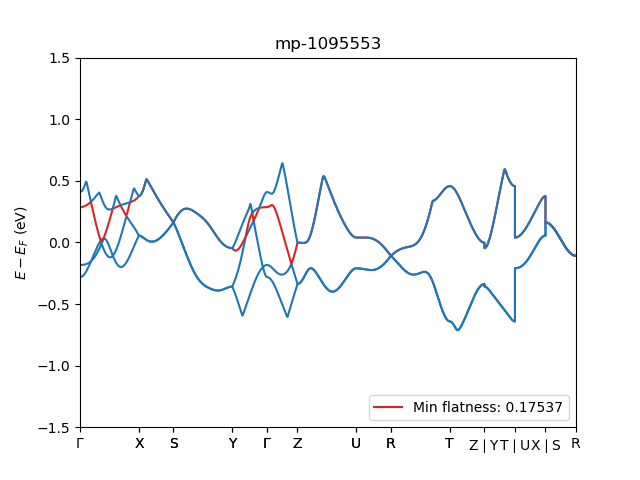 mp-1095553
1.5
1.0
0.5
0.0
−0.5
−1.0
−1.5
E − E_F (eV)
Min flatness: 0.17537
Γ X S Y Γ Z U R T Z | Y T | U X | S R